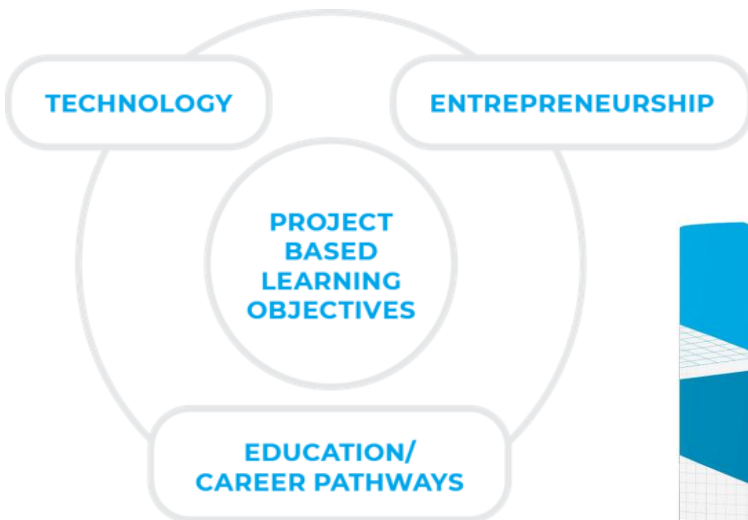 TECHNOLOGY
ENTREPRENEURSHIP
PROJECT
BASED
LEARNING
OBJECTIVES
EDUCATION/
CAREER PATHWAYS